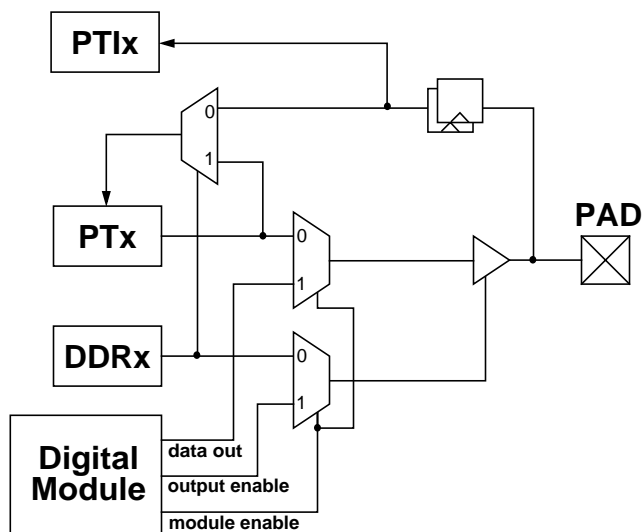 PTIx
0
1
PTx
PAD
0
1
DDRx
0
1
Digital
Module
data out
output enable
module enable